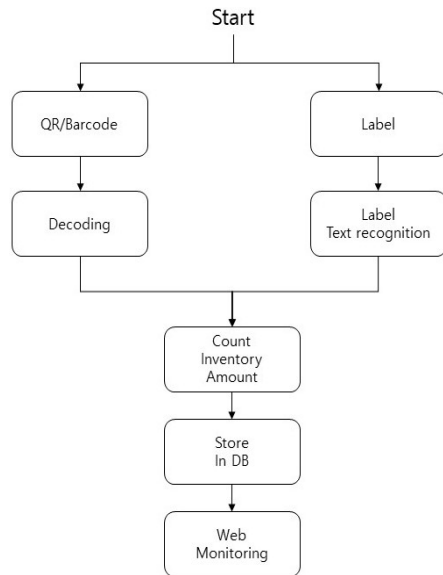 Start
QR/Barcode
Label
Decoding
Label
Text recognition
Count
Inventory
Amount
Store
In DB
Web
Monitoring